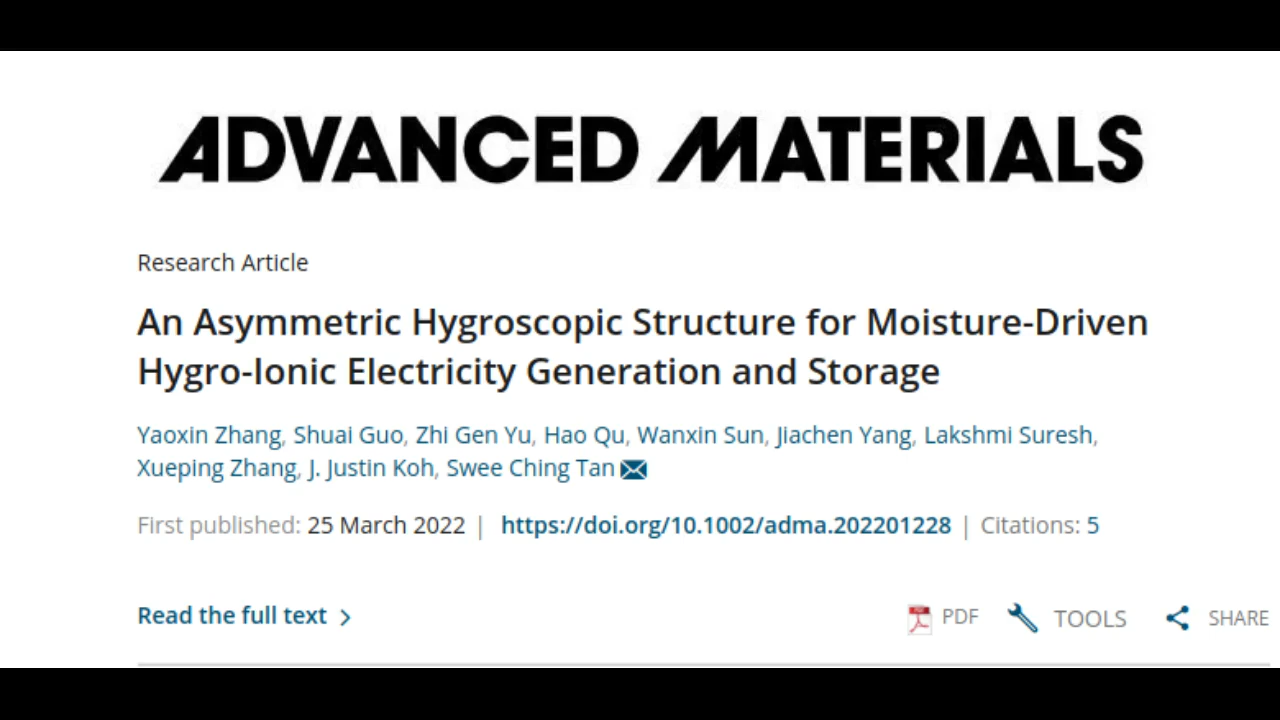 ADVANCED MATERIALS
Research Article
An Asymmetric Hygroscopic Structure for Moisture-Driven
Hygro-Ionic Electricity Generation and Storage
Yaoxin Zhang, Shuai Guo, Zhi Gen Yu, Hao Qu, Wanxin Sun, Jiachen Yang, Lakshmi Suresh,
Xueping Zhang, J. Justin Koh, Swee Ching Tan
First published: 25 March 2022 | https://doi.org/10.1002/adma.202201228 | Citations: 5
Read the full text > PDF TOOLS SHARE